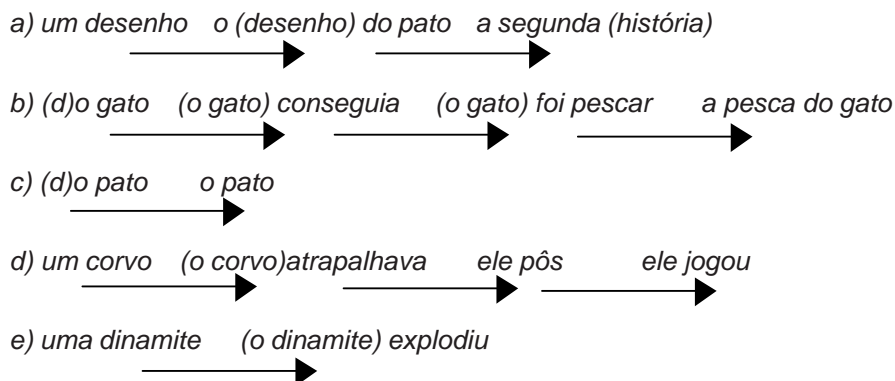 a) um desenho o (desenho) do pato a segunda (história)
b) (d)o gato (o gato) conseguia (o gato) foi pescar a pesca do gato
c) (d)o pato o pato
d) um corvo (o corvo)atrapalhava ele pôs ele jogou
e) uma dinamite (o dinamite) explodiu